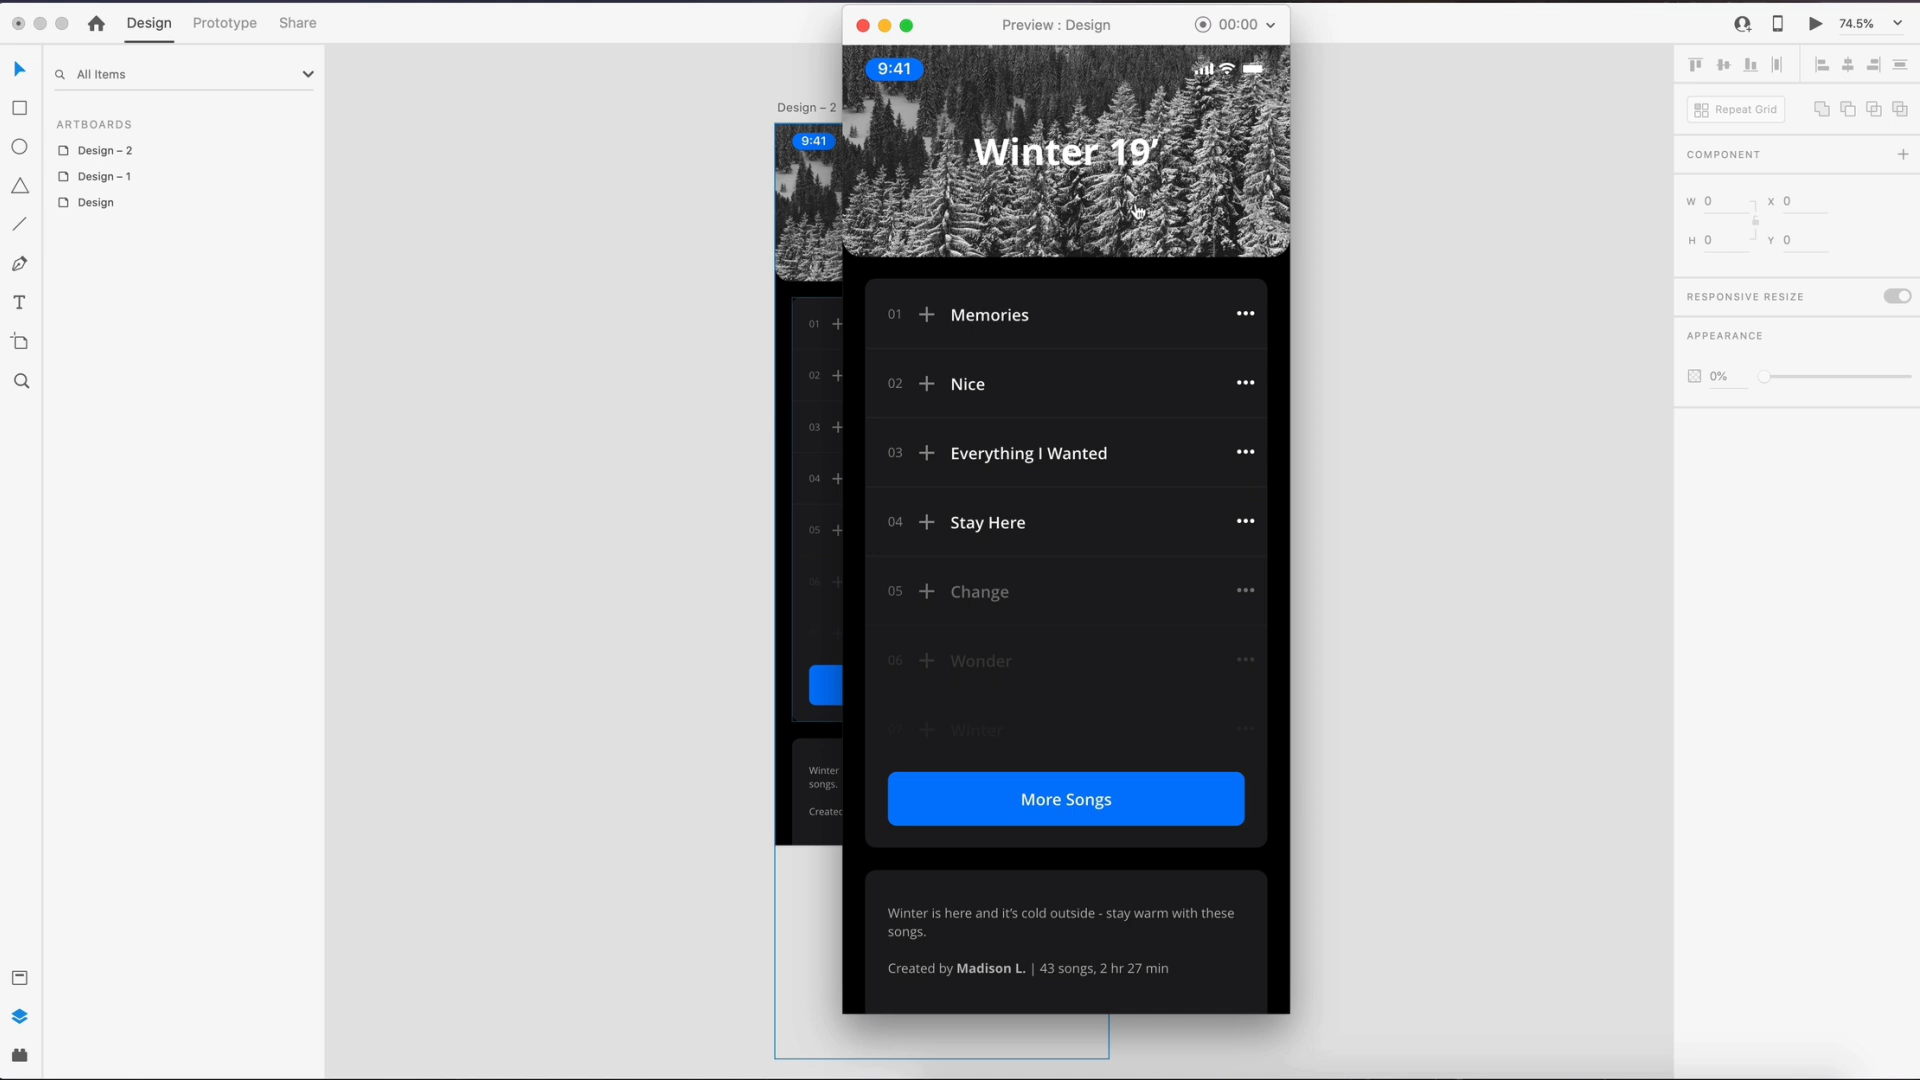 Design Prototype Share
Preview : Design
00:00
74.5%
All Items
ARTBOARDS
Design – 2
Design – 1
Design
Design – 2
9:41
01
02
03
04
05
06
Winter
songs.
Created
9:41
Winter 19’
01 Memories
02 Nice
03 Everything I Wanted
04 Stay Here
05 Change
06 Wonder
07 Winter
More Songs
Winter is here and it’s cold outside - stay warm with these
songs.
Created by Madison L. | 43 songs, 2 hr 27 min
Repeat Grid
COMPONENT
W 0 X 0
H 0 Y 0
RESPONSIVE RESIZE
APPEARANCE
0%